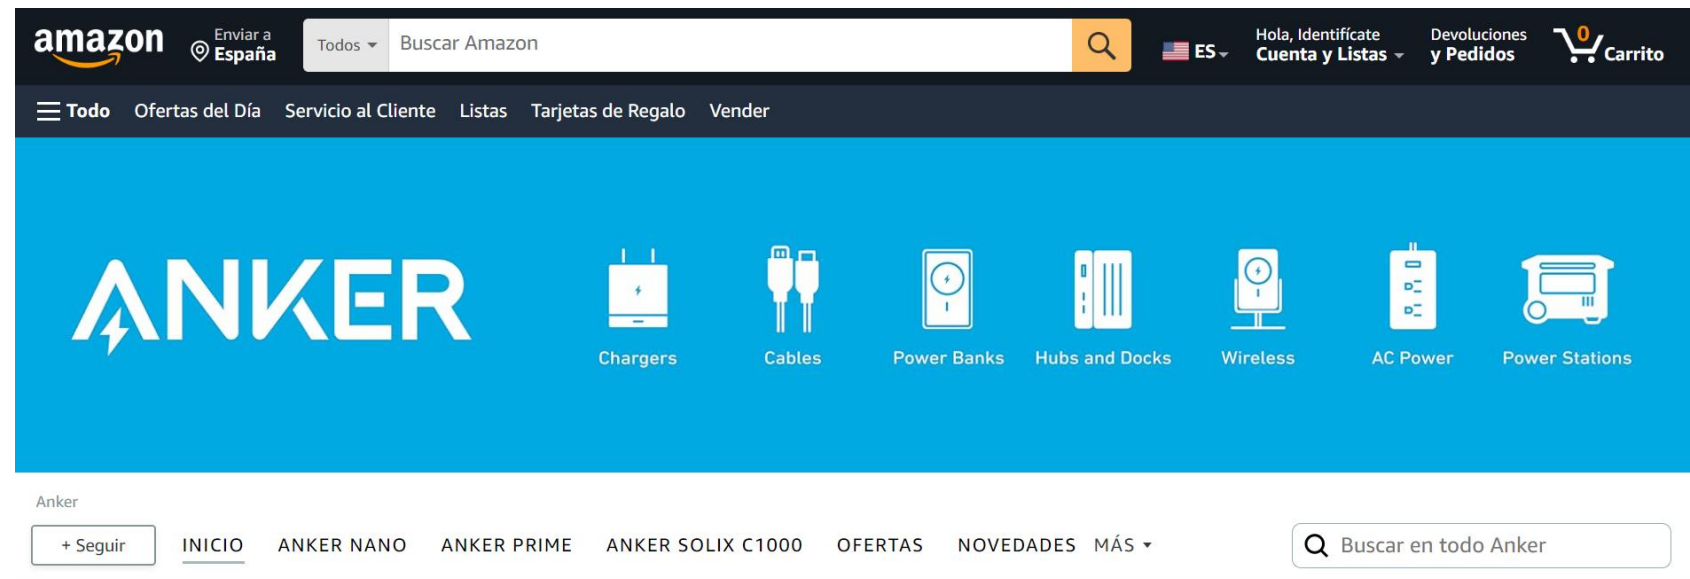 amazon
Enviar a
España
Todos
Buscar Amazon
ES
Hola, Identifícate
Cuenta y Listas
Devoluciones
y Pedidos
0
Carrito
Todo
Ofertas del Día
Servicio al Cliente
Listas
Tarjetas de Regalo
Vender
ANKER
Chargers
Cables
Power Banks
Hubs and Docks
Wireless
AC Power
Power Stations
Anker
+ Seguir
INICIO
ANKER NANO
ANKER PRIME
ANKER SOLIX C1000
OFERTAS
NOVEDADES
MÁS
Buscar en todo Anker